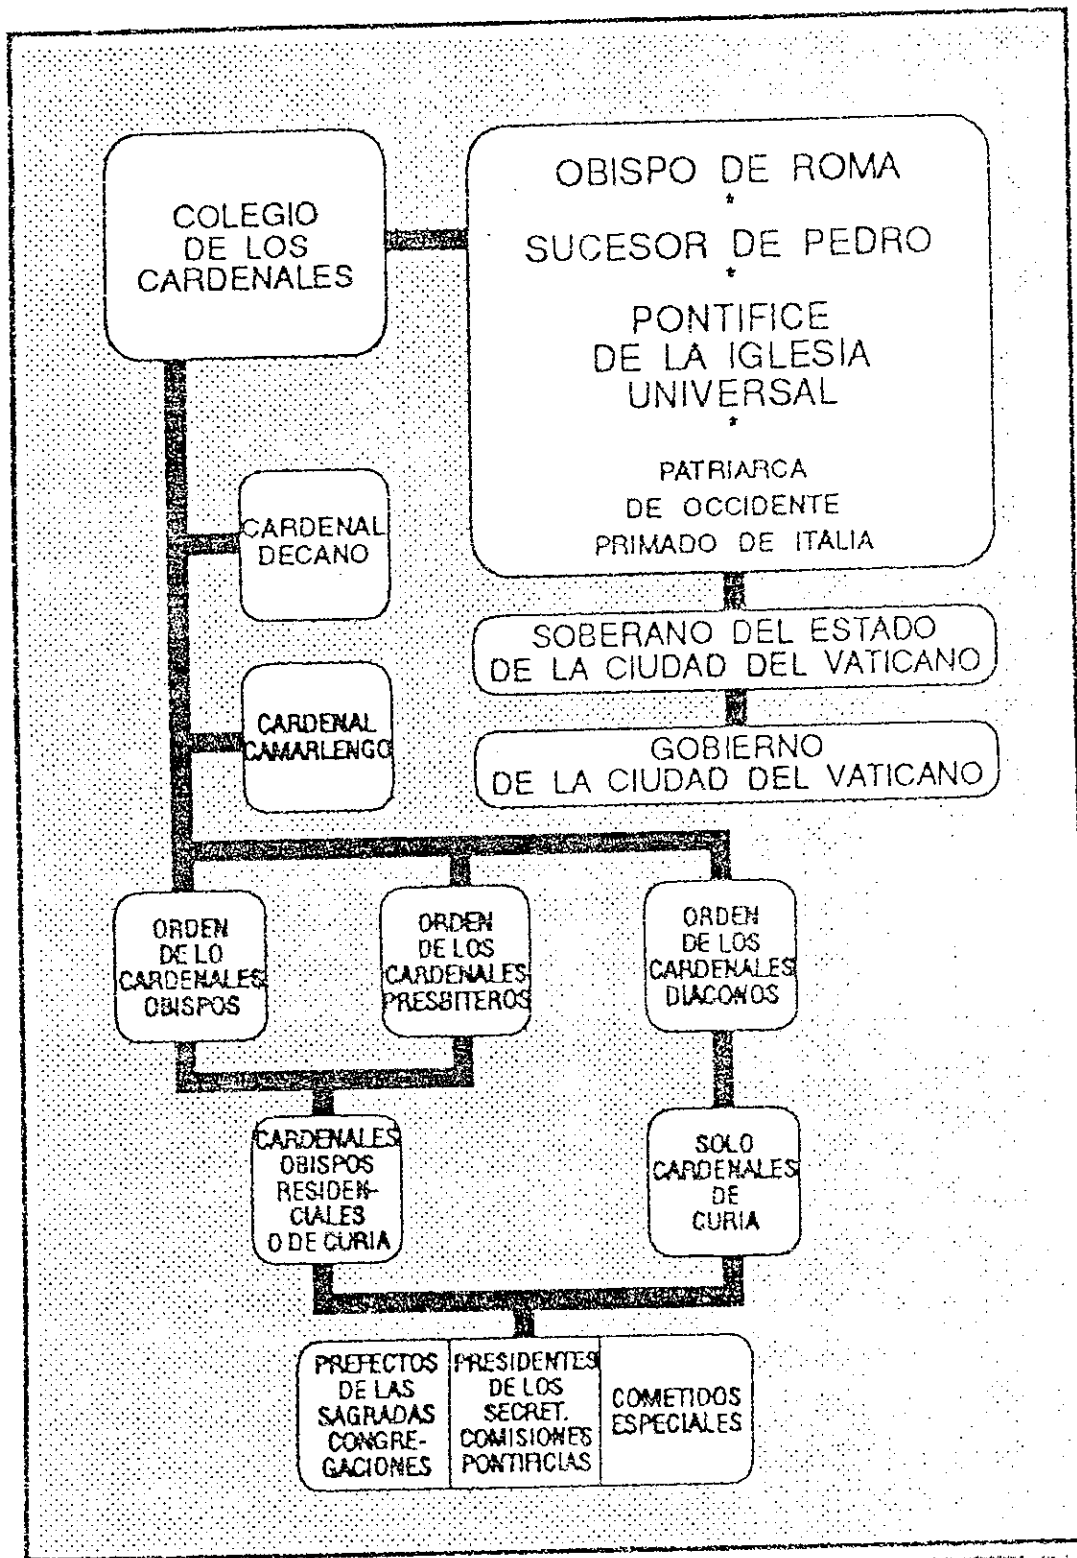 COLEGIO
DE LOS
CARDENALES
OBISPO DE ROMA
*
SUCESOR DE PEDRO
*
PONTIFICE
DE LA IGLESIA
UNIVERSAL
*
PATRIARCA
DE OCCIDENTE
PRIMADO DE ITALIA
CARDENAL
DECANO
SOBERANO DEL ESTADO
DE LA CIUDAD DEL VATICANO
CARDENAL
CAMARLENGO
GOBIERNO
DE LA CIUDAD DEL VATICANO
ORDEN
DE LO
CARDENALES
OBISPOS
ORDEN
DE LOS
CARDENALES
PRESBITEROS
ORDEN
DE LOS
CARDENALES
DIACONOS
CARDENALES
OBISPOS
RESIDEN-
CIALES
O DE CURIA
SOLO
CARDENALES
DE
CURIA
PREFECTOS
DE LAS
SAGRADAS
CONGRE-
GACIONES
PRESIDENTES
DE LOS
SECRET.
COMISIONES
PONTIFICIAS
COMETIDOS
ESPECIALES